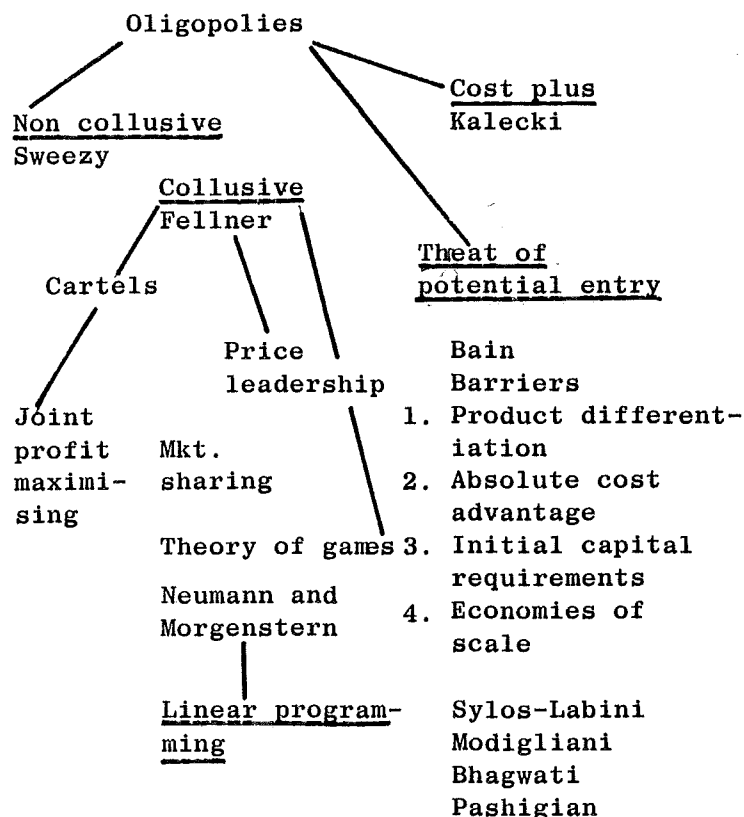 Oligopolies
Cost plus
Kalecki
Non collusive
Sweezy
Collusive
Fellner
Threat of
potential entry
Cartels
Price
leadership
Joint
profit
maximi-
sing
Mkt.
sharing
Theory of games
Neumann and
Morgenstern
Linear program-
ming
Bain
Barriers
1. Product different-
iation
2. Absolute cost
advantage
3. Initial capital
requirements
4. Economies of
scale
Sylos-Labini
Modigliani
Bhagwati
Pashigian